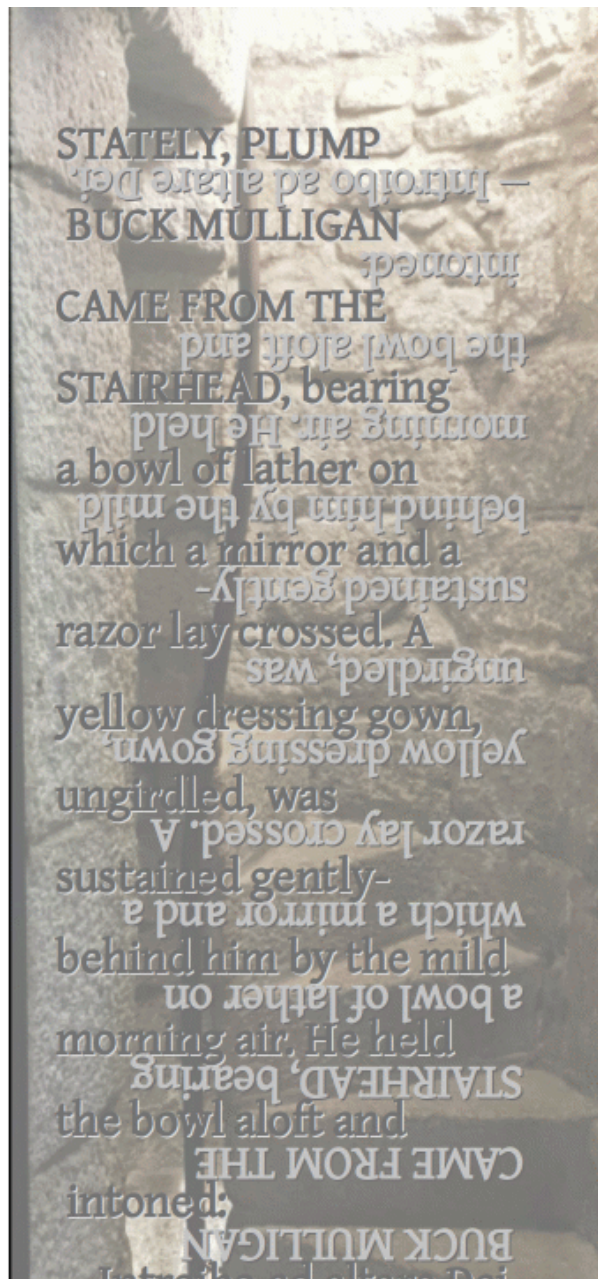 STATELY, PLUMP
BUCK MULLIGAN
CAME FROM THE
STAIRHEAD, bearing
a bowl of lather on
which a mirror and a
razor lay crossed. A
yellow dressing gown,
ungirdled, was
sustained gently-
behind him by the mild
morning air. He held
the bowl aloft and
intoned:
BUCK MULLIGAN
CAME FROM THE
STAIRHEAD, bearing
a bowl of lather on
which a mirror and a
razor lay crossed. A
yellow dressing gown,
ungirdled, was
sustained gently-
behind him by the mild
morning air. He held
the bowl aloft and
intoned:
— Introibo ad altare Dei.